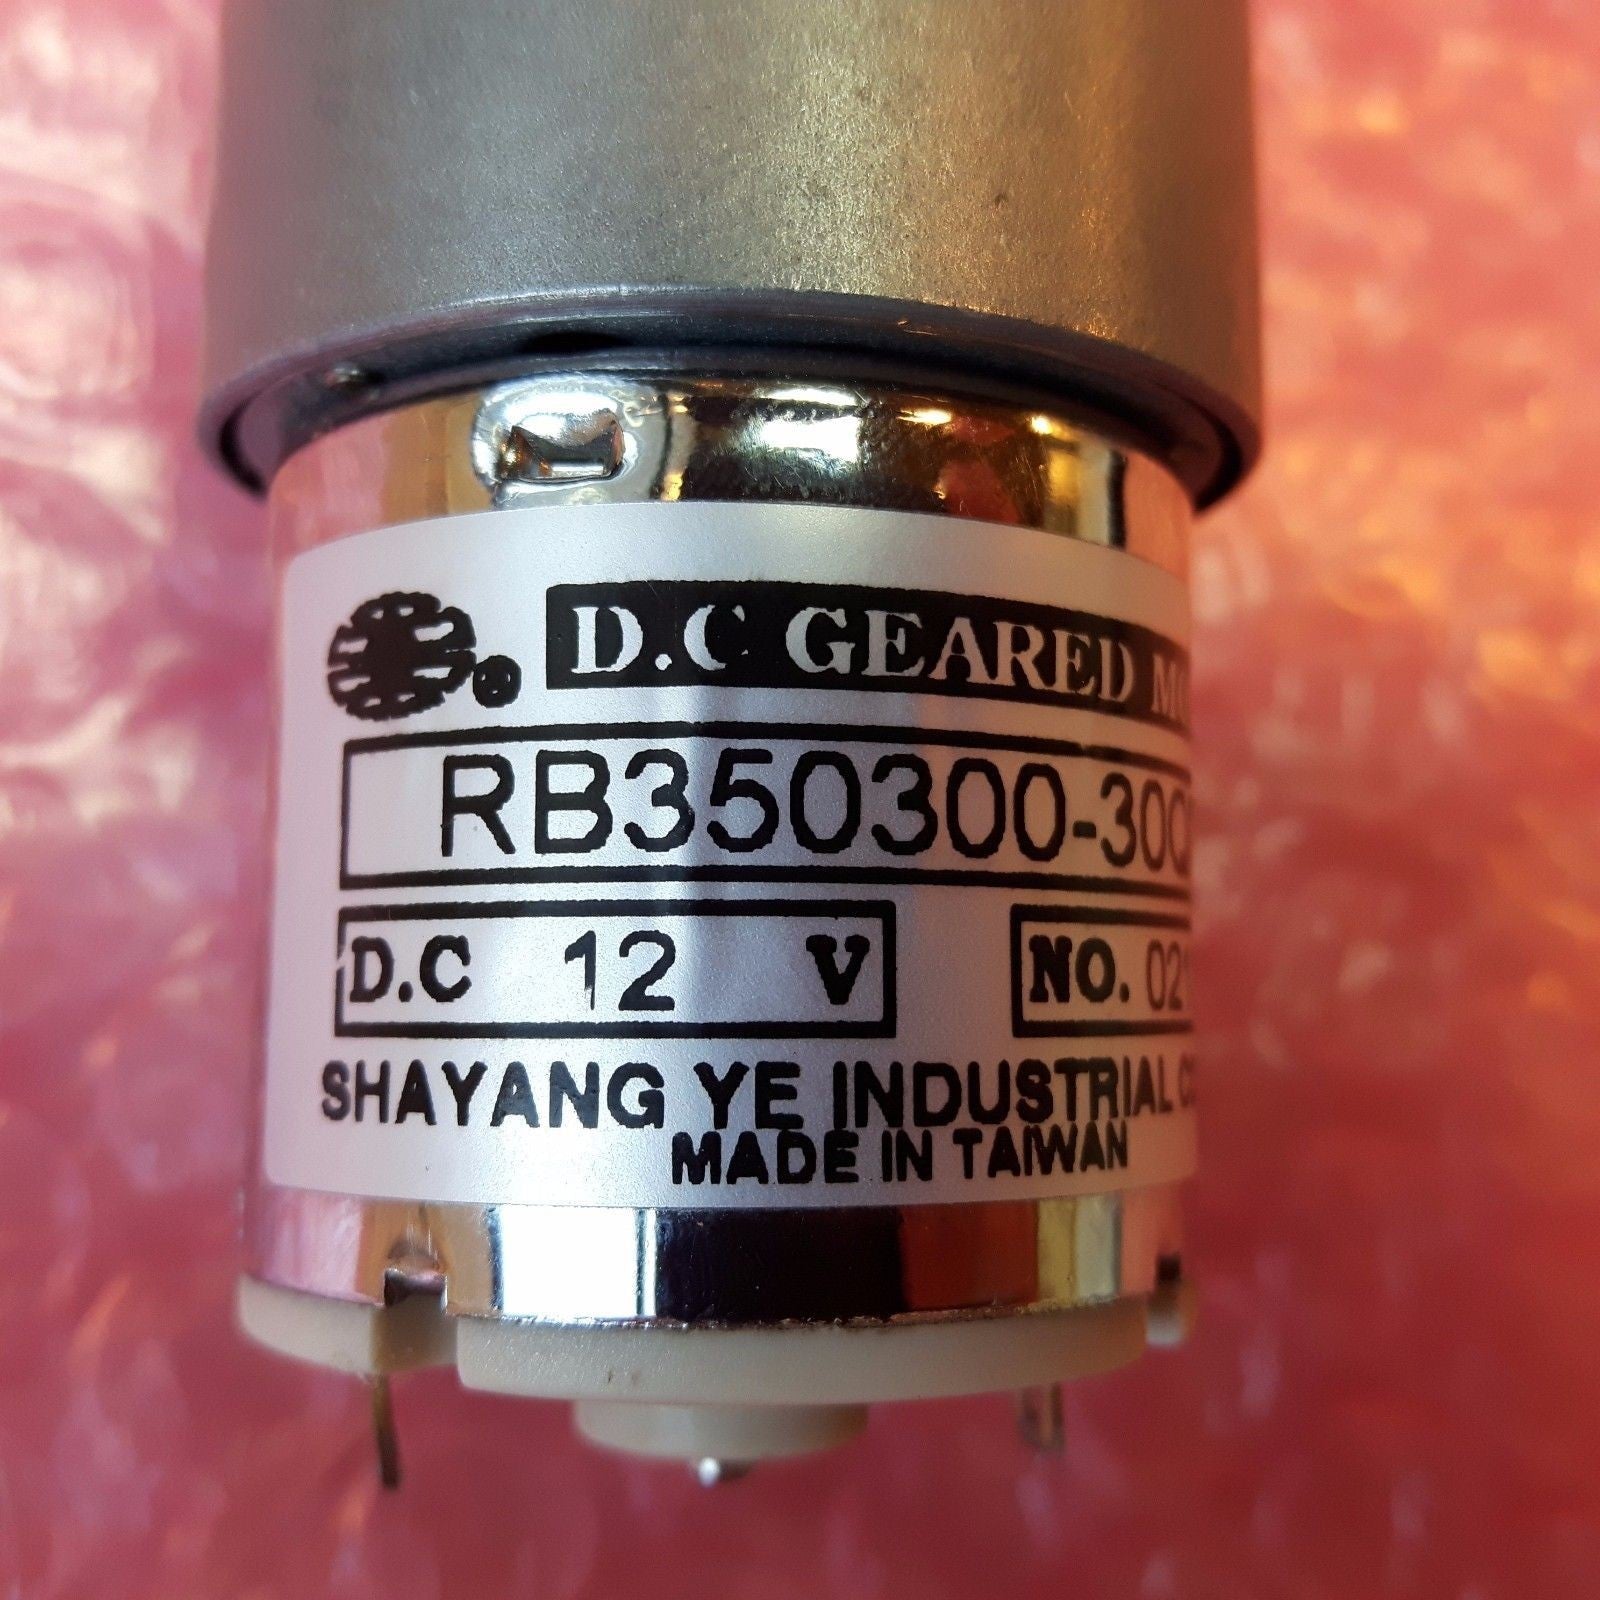 D.C GEARED
RB350300-30
D.C 12 V NO. 02
SHAYANG YE INDUSTRIAL
MADE IN TAIWAN